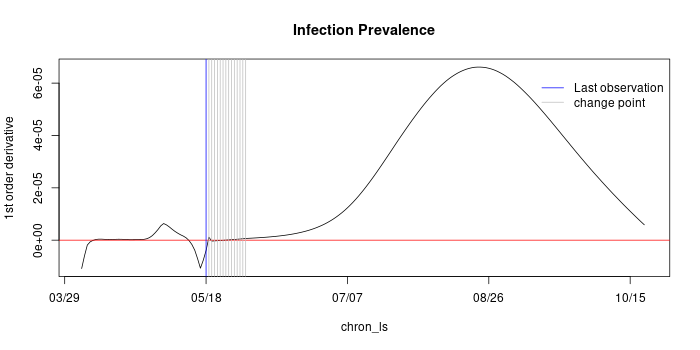 Infection Prevalence
1st order derivative
6e-05
4e-05
2e-05
0e+00
Last observation
change point
03/29
05/18
07/07
08/26
10/15
chron_ls